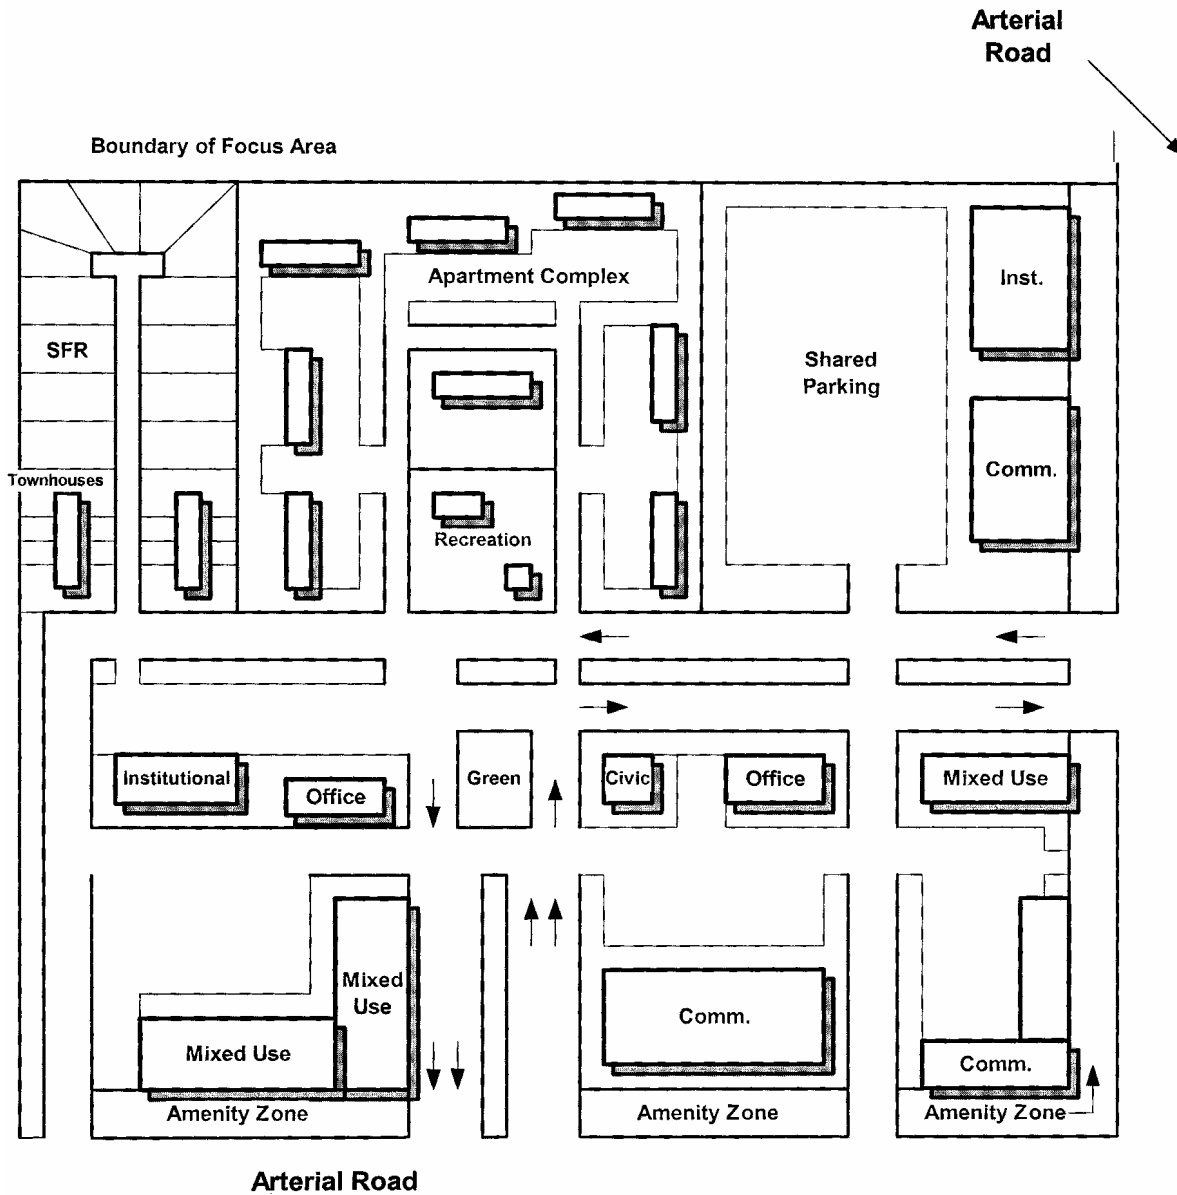 Arterial
Road
Boundary of Focus Area
Apartment Complex
Inst.
SFR
Shared
Parking
Comm.
Townhouses
Recreation
Institutional
Office
Green
Civic
Office
Mixed Use
Mixed
Use
Mixed Use
Comm.
Comm.
Amenity Zone
Amenity Zone
Amenity Zone
Arterial Road